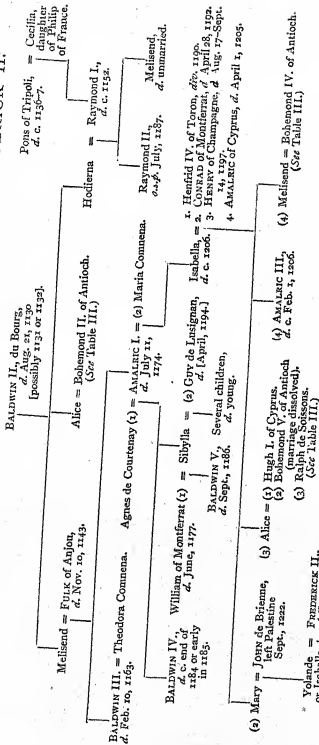 BALDWIN II., du Bourg,
d. Aug. 21, 1130
[possibly 1131 or 1132].
Pons of Tripoli, = Cecilia,
d. c. 1136-7. daughter
of Philip
of France.
Melisend = FULK of Anjou,
d. Nov. 10, 1143.
Alice = Bohemond II. of Antioch.
(See Table III.)
Hodierna = Raymond I.,
d. c. 1152.
BALDWIN III. = Theodora Comnena.
d. Feb. 10, 1163.
Agnes de Courtenay (1) = AMALRIC I. = (2) Maria Comnena.
d. July 11,
1174.
Raymond II.,
o.s.p. July, 1187.
Melisend,
d. unmarried.
BALDWIN IV.,
d. c. end of
1184 or early
in 1185.
William of Montferrat (1) = Sibylla = (2) GUY de Lusignan,
d. June, 1177. d. [April, 1194.]
BALDWIN V.,
d. Sept., 1186.
Several children,
d. young.
Isabella, =
d. c. 1206.
1. Henfrid IV. of Toron, div. 1190.
2. CONRAD of Montferrat, d. April 28, 1192.
3. HENRY of Champagne, d. Aug. 17-Sept.
14, 1197.
4. AMALRIC of Cyprus, d. April 1, 1205.
(2) Mary = JOHN de Brienne,
left Palestine
Sept., 1222.
(3) Alice = (1) Hugh I. of Cyprus.
(2) Bohemond V. of Antioch
(marriage dissolved).
(3) Ralph de Soissons.
(See Table III.)
(4) AMALRIC III.,
d. c. Feb. 1, 1206.
(4) Melisend = Bohemond IV. of Antioch.
(See Table III.)
Yolande = FREDERICK II.,